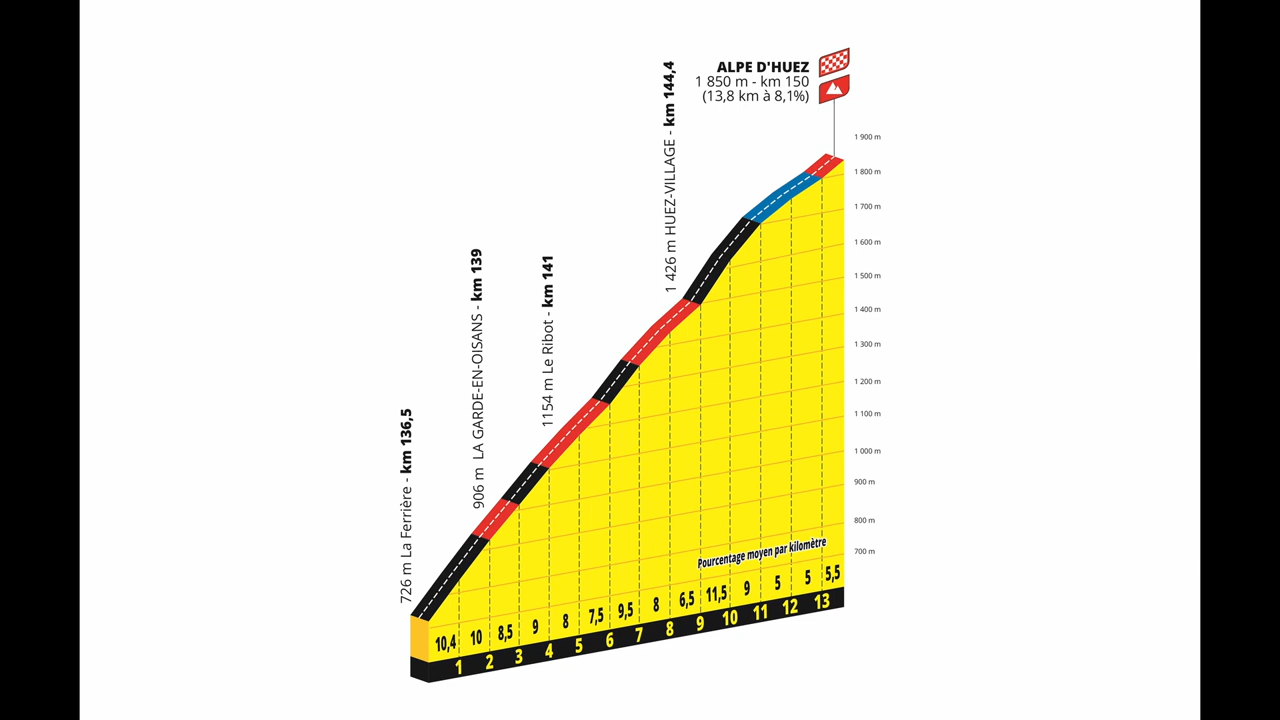 ALPE D'HUEZ
1 850 m - km 150
(13,8 km à 8,1%)
1 426 m HUEZ-VILLAGE - km 144,4
1154 m Le Ribot - km 141
906 m LA GARDE-EN-OISANS - km 139
726 m La Ferrière - km 136,5
1 900 m
1 800 m
1 700 m
1 600 m
1 500 m
1 400 m
1 300 m
1 200 m
1 100 m
1 000 m
900 m
800 m
700 m
Pourcentage moyen par kilomètre
10,4 10 8,5 9 8 7,5 9,5 8 6,5 11,5 9 5 5 5,5
1 2 3 4 5 6 7 8 9 10 11 12 13